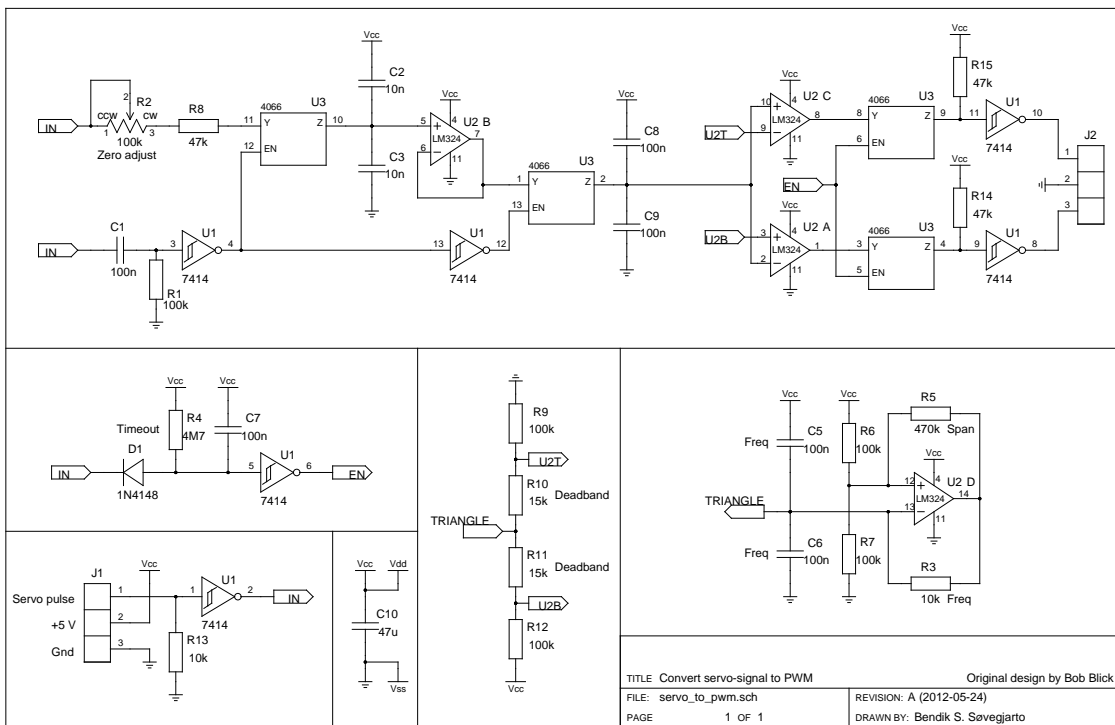 Vcc
Vcc
C2
10n
R2
2
CCW
CW
1
3
100k
Zero adjust
IN
R8
47k
U3
4066
11
Y
Z
10
12
EN
Vcc
C3
10n
5
6
4
U2 B
7
LM324
11
Vcc
C8
100n
C9
100n
U3
4066
1
Y
Z
2
13
EN
IN
C1
100n
R1
100k
3
U1
4
7414
13
U1
12
7414
U2T
Vcc
10
9
4
U2 C
LM324
8
11
U3
4066
8
Y
Z
9
6
EN
Vcc
R15
47k
11
U1
10
7414
J2
1
2
3
EN
U2B
Vcc
3
2
4
U2 A
LM324
1
11
U3
4066
3
Y
Z
4
5
EN
Vcc
R14
47k
9
U1
8
7414
Vcc
Vcc
Timeout
R4
4M7
C7
100n
D1
1N4148
IN
5
U1
6
7414
EN
R9
100k
U2T
R10
15k
Deadband
TRIANGLE
R11
15k
Deadband
U2B
R12
100k
Vcc
Vcc
Vcc
Freq
C5
100n
R6
100k
R5
470k
Span
Vcc
12
13
4
U2 D
LM324
14
11
TRIANGLE
Freq
C6
100n
R7
100k
R3
10k
Freq
J1
Servo pulse
1
+5 V
2
Gnd
3
Vcc
1
U1
2
7414
IN
R13
10k
Vcc
Vdd
C10
47u
Vss
TITLE Convert servo-signal to PWM Original design by Bob Blick
FILE: servo_to_pwm.sch REVISION: A (2012-05-24)
PAGE 1 OF 1 DRAWN BY: Bendik S. Søvegjarto